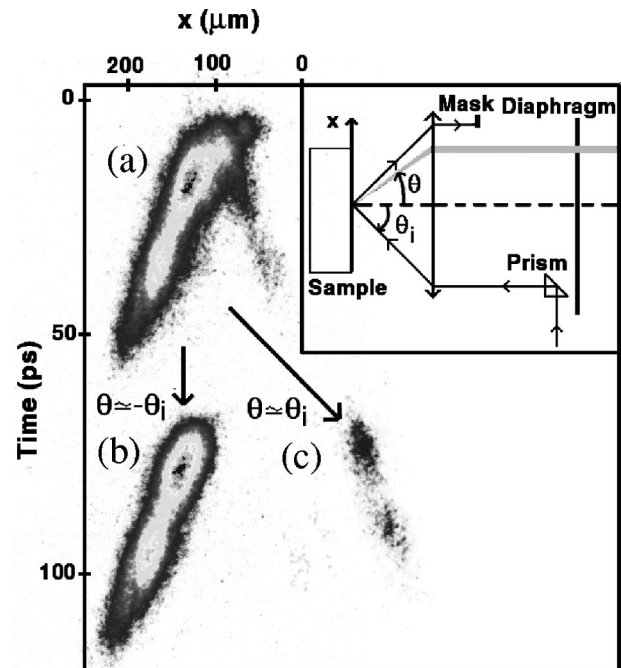 x (μm)
200 100 0
0
50
100
Time (ps)
(a)
θ≃-θi
θ≃θi
(b)
(c)
x
Mask
Diaphragm
θ
θi
Prism
Sample